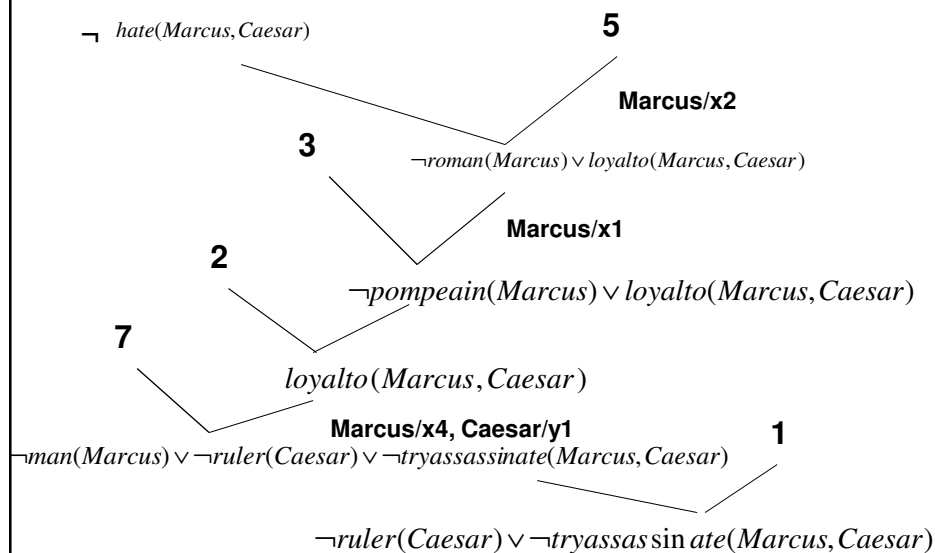 ¬ hate(Marcus,Caesar)
5
Marcus/x2
3
¬roman(Marcus)∨loyalto(Marcus,Caesar)
Marcus/x1
2
¬pompeain(Marcus)∨loyalto(Marcus,Caesar)
7
loyalto(Marcus,Caesar)
Marcus/x4, Caesar/y1
1
¬man(Marcus)∨¬ruler(Caesar)∨¬tryassassinate(Marcus,Caesar)
¬ruler(Caesar)∨¬tryassas sin ate(Marcus,Caesar)